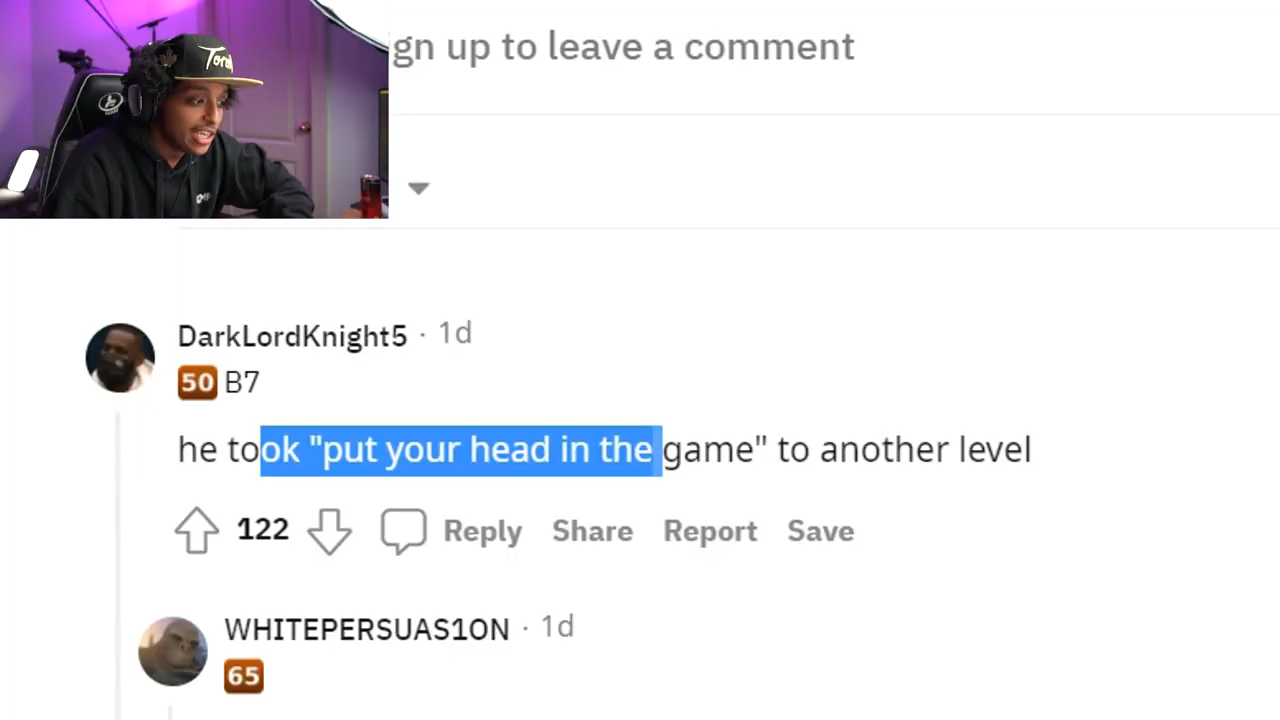 Toro
gn up to leave a comment
DarkLordKnight5 · 1d
50 B7
he took "put your head in the game" to another level
122 Reply Share Report Save
WHITEPERSUAS1ON · 1d
65